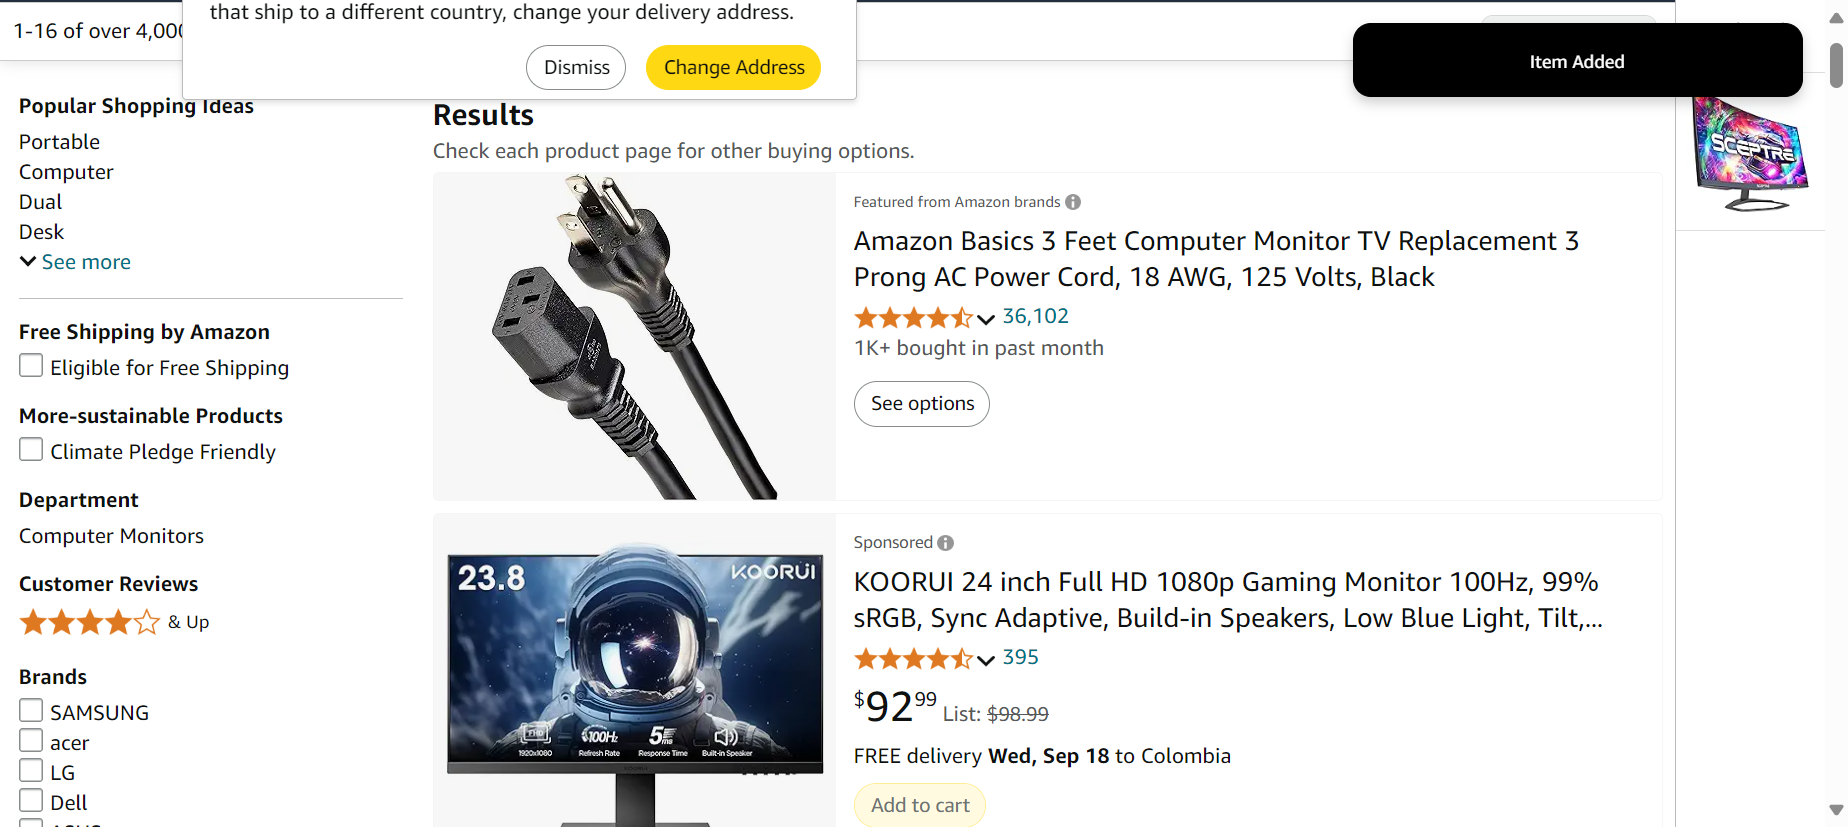 that ship to a different country, change your delivery address.
1-16 of over 4,000
Dismiss
Change Address
Item Added
Popular Shopping Ideas
Portable
Computer
Dual
Desk
See more
Free Shipping by Amazon
Eligible for Free Shipping
More-sustainable Products
Climate Pledge Friendly
Department
Computer Monitors
Customer Reviews
& Up
Brands
SAMSUNG
acer
LG
Dell
Results
Check each product page for other buying options.
Featured from Amazon brands
Amazon Basics 3 Feet Computer Monitor TV Replacement 3
Prong AC Power Cord, 18 AWG, 125 Volts, Black
36,102
1K+ bought in past month
See options
23.8
KOORUI
FHD
100Hz
5ms
1920x1080
Refresh Rate
Response Time
Built-in Speaker
Sponsored
KOORUI 24 inch Full HD 1080p Gaming Monitor 100Hz, 99%
sRGB, Sync Adaptive, Build-in Speakers, Low Blue Light, Tilt,...
395
$92.99 List: $98.99
FREE delivery Wed, Sep 18 to Colombia
Add to cart
SCEPTRE